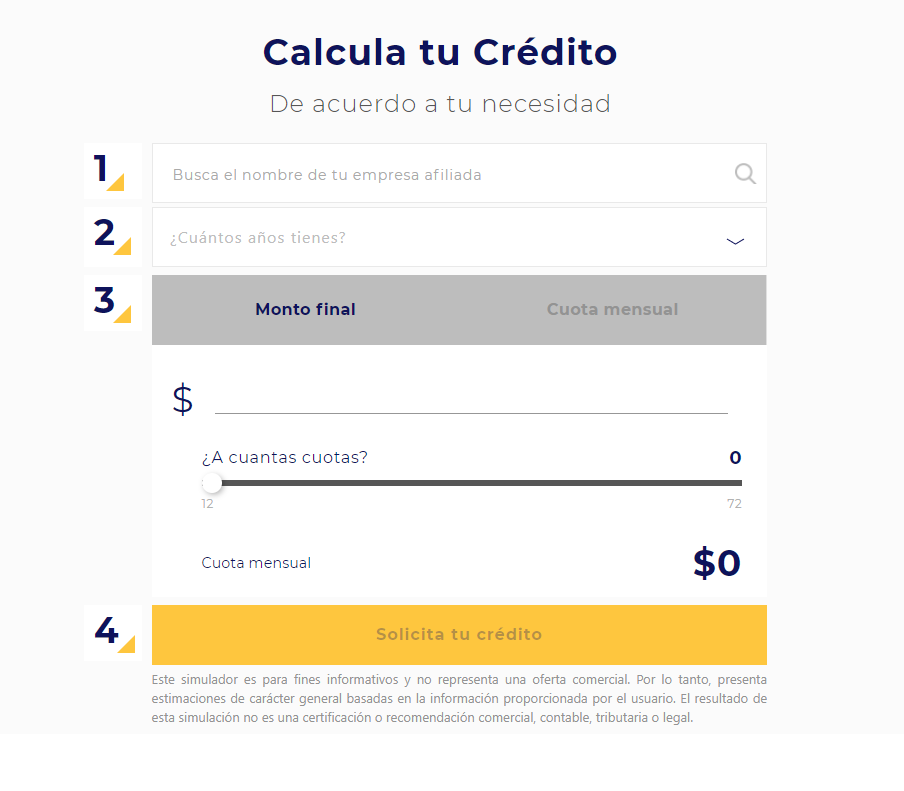 Calcula tu Crédito
De acuerdo a tu necesidad
1
Busca el nombre de tu empresa afiliada
2
¿Cuántos años tienes?
3
Monto final Cuota mensual
$
¿A cuantas cuotas? 0
12 72
Cuota mensual $0
4
Solicita tu crédito
Este simulador es para fines informativos y no representa una oferta comercial. Por lo tanto, presenta
estimaciones de carácter general basadas en la información proporcionada por el usuario. El resultado de
esta simulación no es una certificación o recomendación comercial, contable, tributaria o legal.